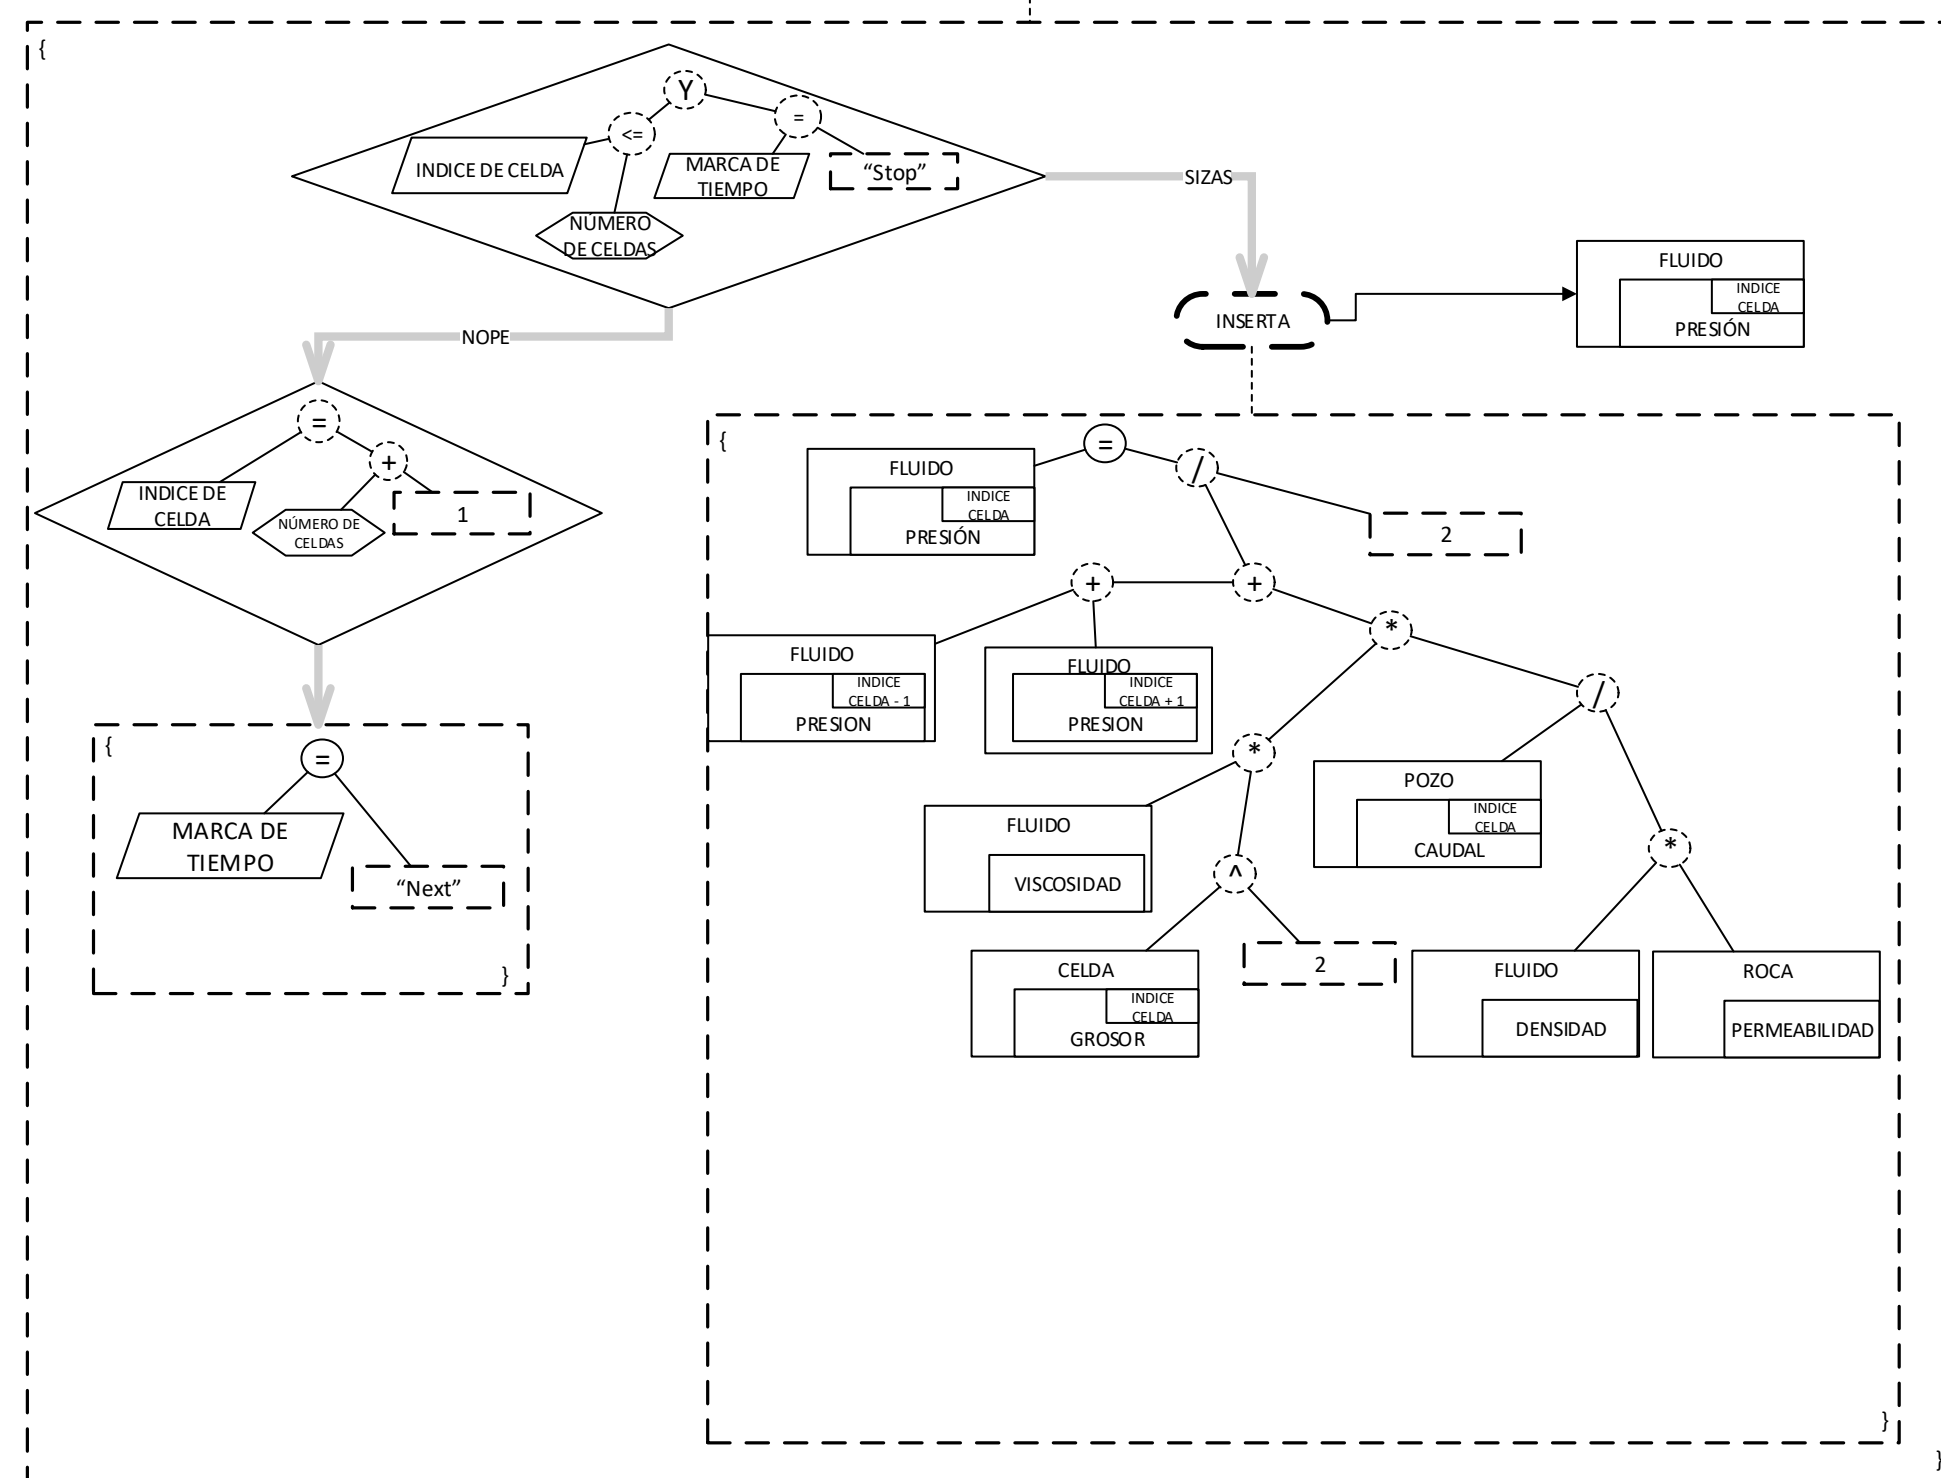 {
Y
<=
=
INDICE DE CELDA
MARCA DE
TIEMPO
“Stop”
NÚMERO
DE CELDAS
SIZAS
NOPE
INSERTA
FLUIDO
INDICE
CELDA
PRESIÓN
=
+
INDICE DE
CELDA
NÚMERO DE
CELDAS
1
{
=
MARCA DE
TIEMPO
“Next”
}
{
=
/
FLUIDO
INDICE
CELDA
PRESIÓN
2
+
+
*
/
FLUIDO
INDICE
CELDA - 1
PRESION
FLUIDO
INDICE
CELDA + 1
PRESION
*
FLUIDO
VISCOSIDAD
^
POZO
INDICE
CELDA
CAUDAL
*
CELDA
INDICE
CELDA
GROSOR
2
FLUIDO
DENSIDAD
ROCA
PERMEABILIDAD
}
}